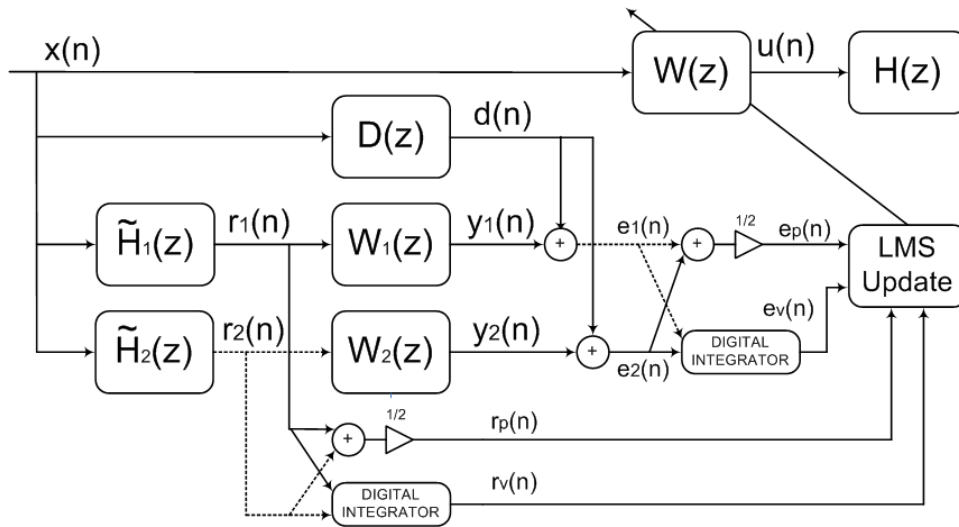 x(n)
W(z)
u(n)
H(z)
D(z)
d(n)
H̃₁(z)
r₁(n)
W₁(z)
y₁(n)
+
e₁(n)
+
1/2
eₚ(n)
LMS
Update
H̃₂(z)
r₂(n)
W₂(z)
y₂(n)
+
e₂(n)
DIGITAL
INTEGRATOR
eᵥ(n)
+
1/2
rₚ(n)
DIGITAL
INTEGRATOR
rᵥ(n)